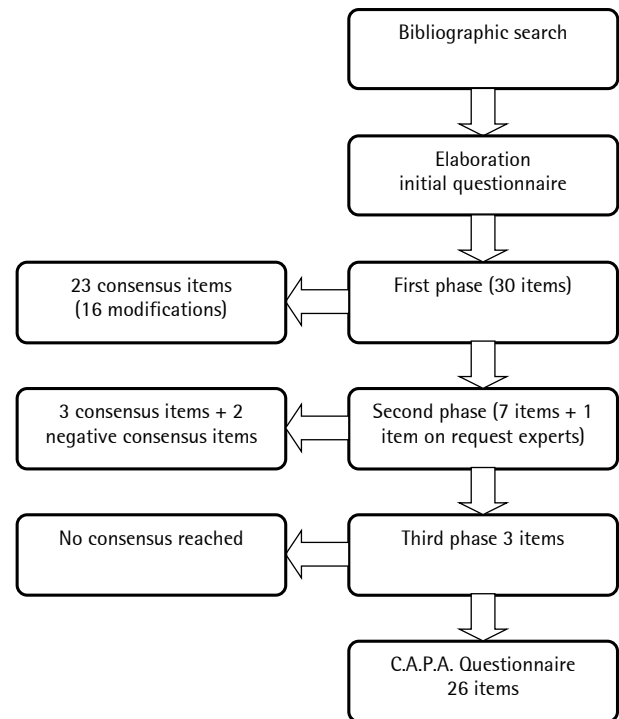 Bibliographic search
Elaboration
initial questionnaire
23 consensus items
(16 modifications)
First phase (30 items)
3 consensus items + 2
negative consensus items
Second phase (7 items + 1
item on request experts)
No consensus reached
Third phase 3 items
C.A.P.A. Questionnaire
26 items